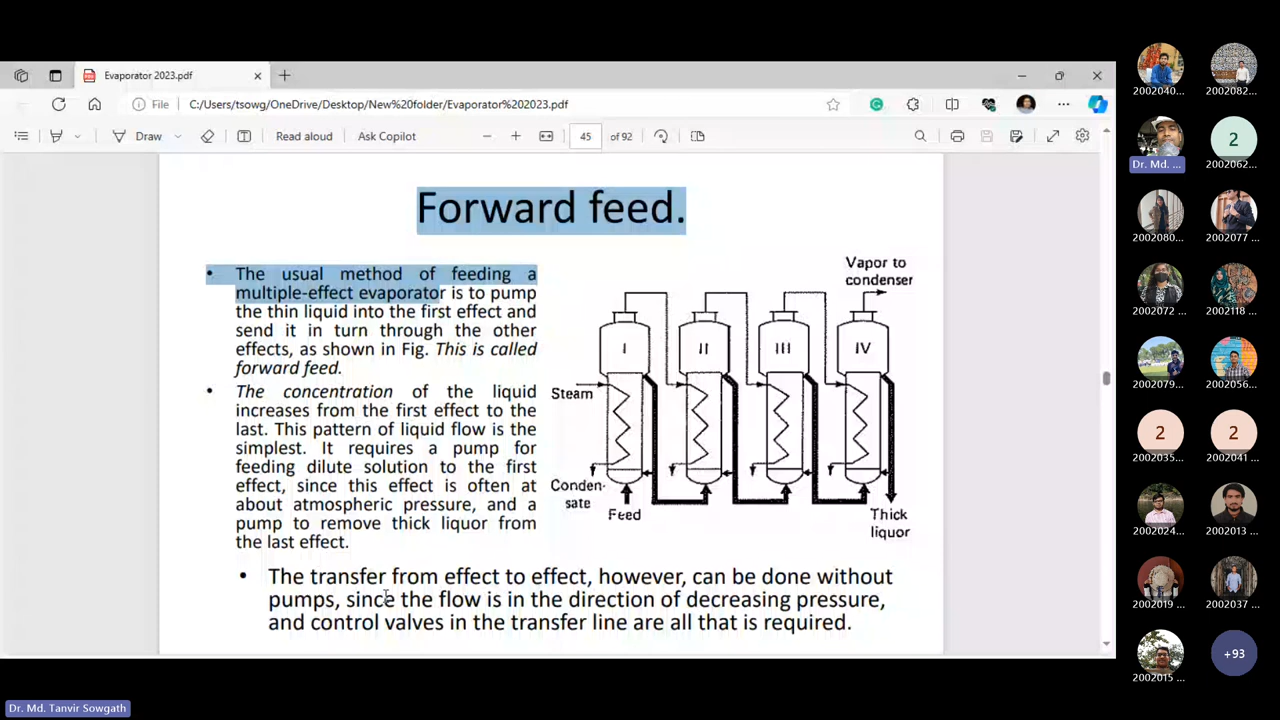 Evaporator 2023.pdf
File
C:/Users/tsowg/OneDrive/Desktop/New%20folder/Evaporator%202023.pdf
Draw
Read aloud
Ask Copilot
45
of 92
Forward feed.
• The usual method of feeding a
multiple-effect evaporator is to pump
the thin liquid into the first effect and
send it in turn through the other
effects, as shown in Fig. This is called
forward feed.
• The concentration of the liquid
increases from the first effect to the
last. This pattern of liquid flow is the
simplest. It requires a pump for
feeding dilute solution to the first
effect, since this effect is often at
about atmospheric pressure, and a
pump to remove thick liquor from
the last effect.
Vapor to
condenser
I
II
III
IV
Steam
Conden-
sate
Feed
Thick
liquor
• The transfer from effect to effect, however, can be done without
pumps, since the flow is in the direction of decreasing pressure,
and control valves in the transfer line are all that is required.
2002040...
2002082...
Dr. Md. ...
2
2002062...
2002080...
2002077 ...
2002072 ...
2002118 ...
2002079...
2002056...
2
2002035...
2
2002041 ...
2002024...
2002013 ...
2002019 ...
2002037 ...
2002015 ...
+93
Dr. Md. Tanvir Sowgath